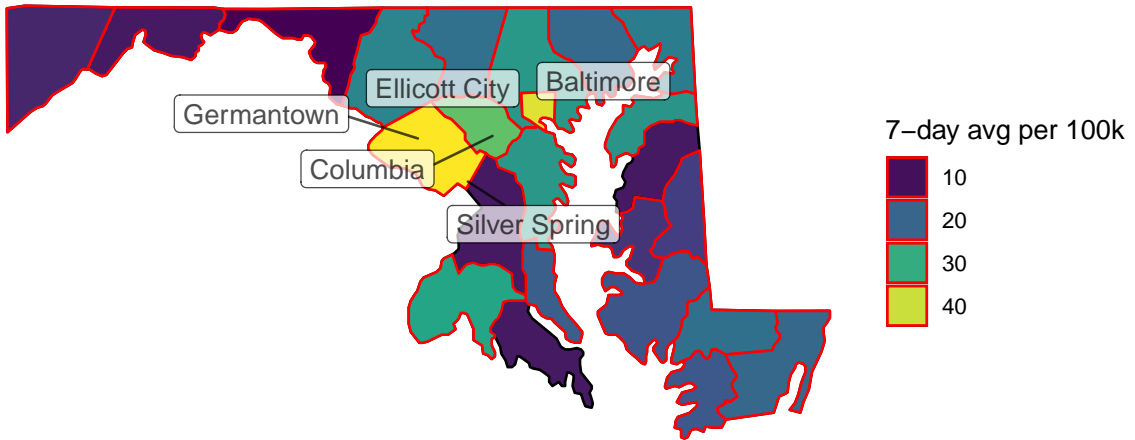 Ellicott City
Baltimore
Germantown
Columbia
Silver Spring
7−day avg per 100k
10
20
30
40